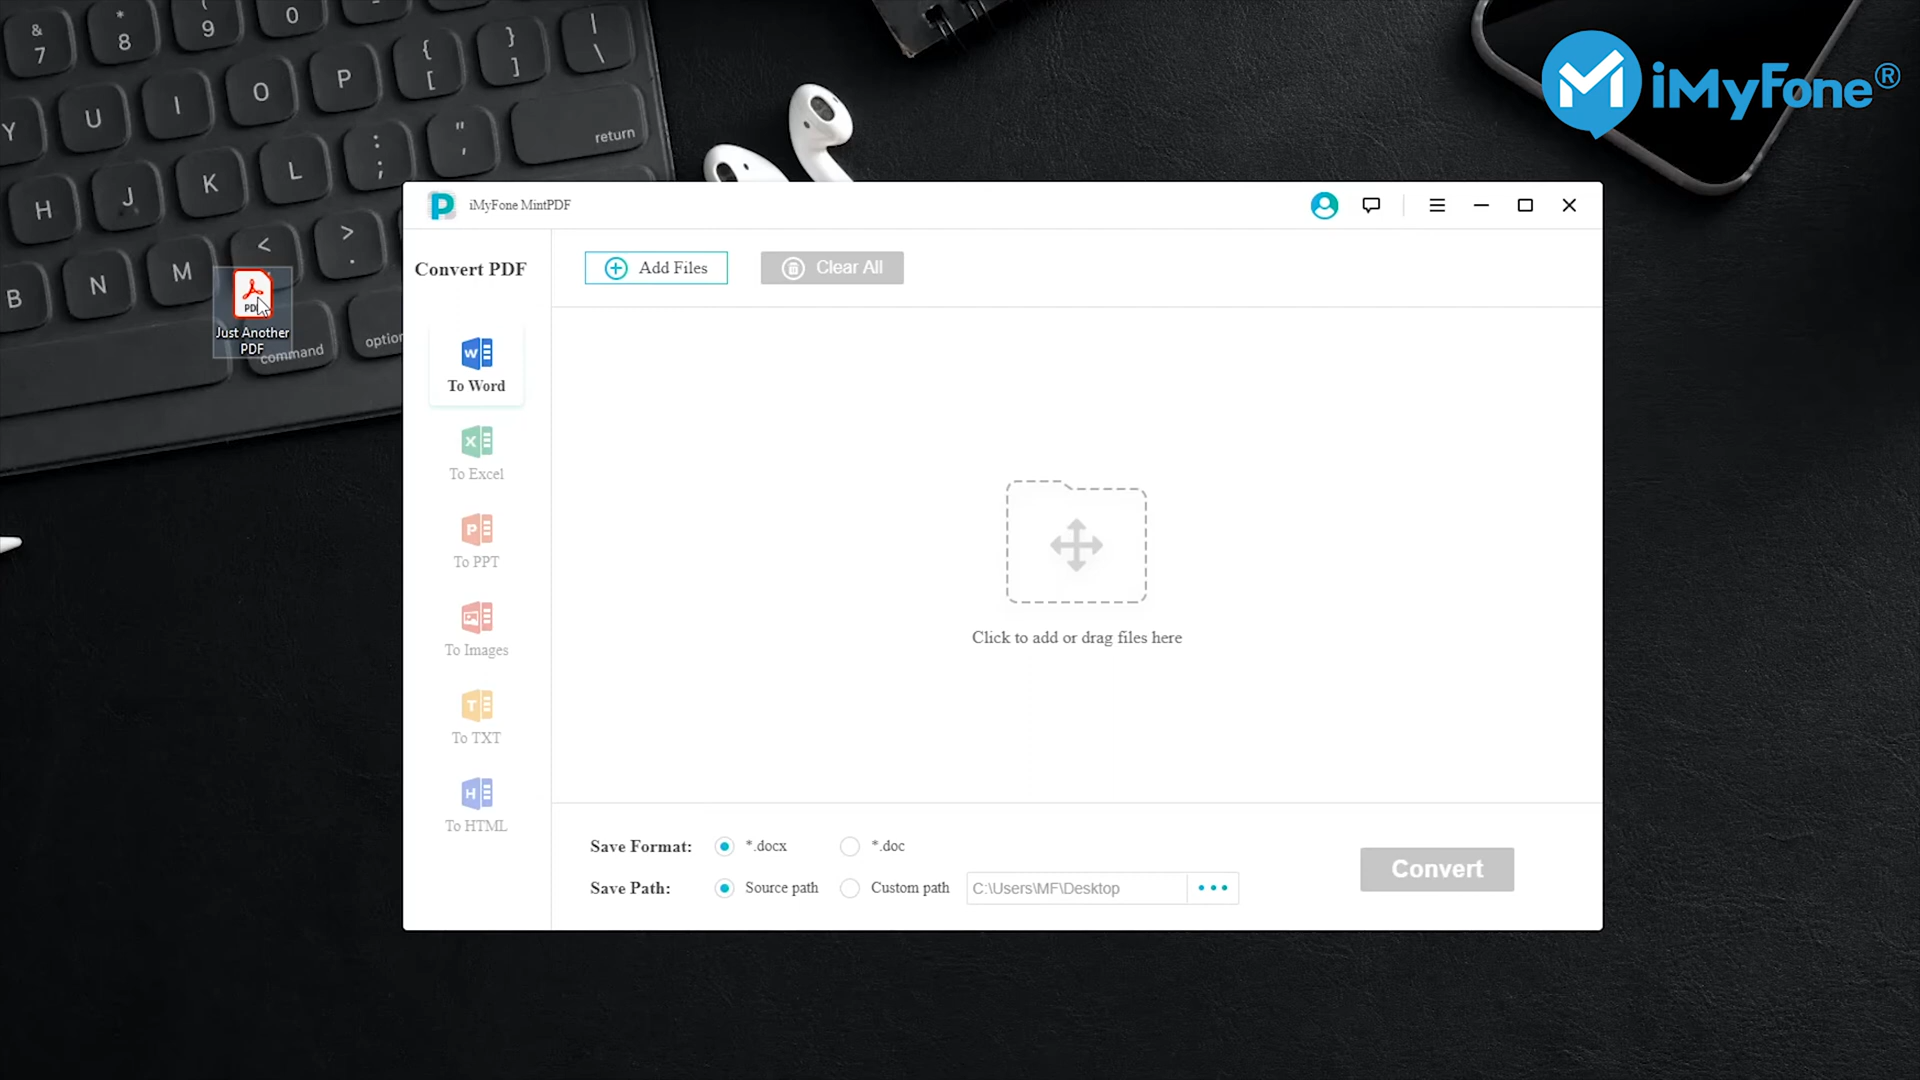 & * ( )
7 8 9 0
{ } |
[ ] \
Y U I O P
: "
; ' return
H J K L
< >
.
B N M
command option
iMyFone®
Just Another
PDF
PDF
iMyFone MintPDF
Convert PDF
Add Files
Clear All
To Word
To Excel
To PPT
To Images
To TXT
To HTML
Click to add or drag files here
Save Format: *.docx *.doc
Save Path: Source path Custom path C:\Users\MF\Desktop
Convert